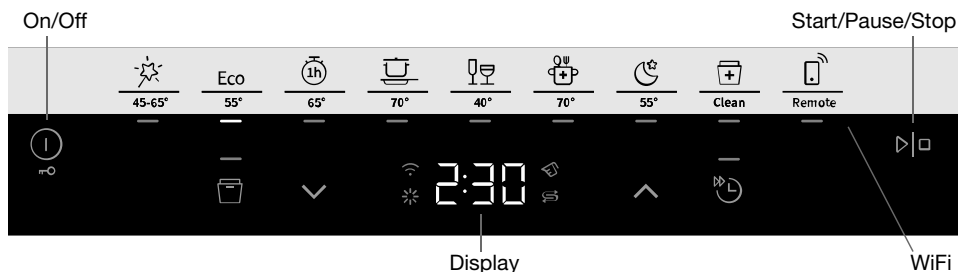 On/Off
Start/Pause/Stop
Eco
1h
45-65°
55°
65°
70°
40°
70°
55°
Clean
Remote
2:30
Display
WiFi